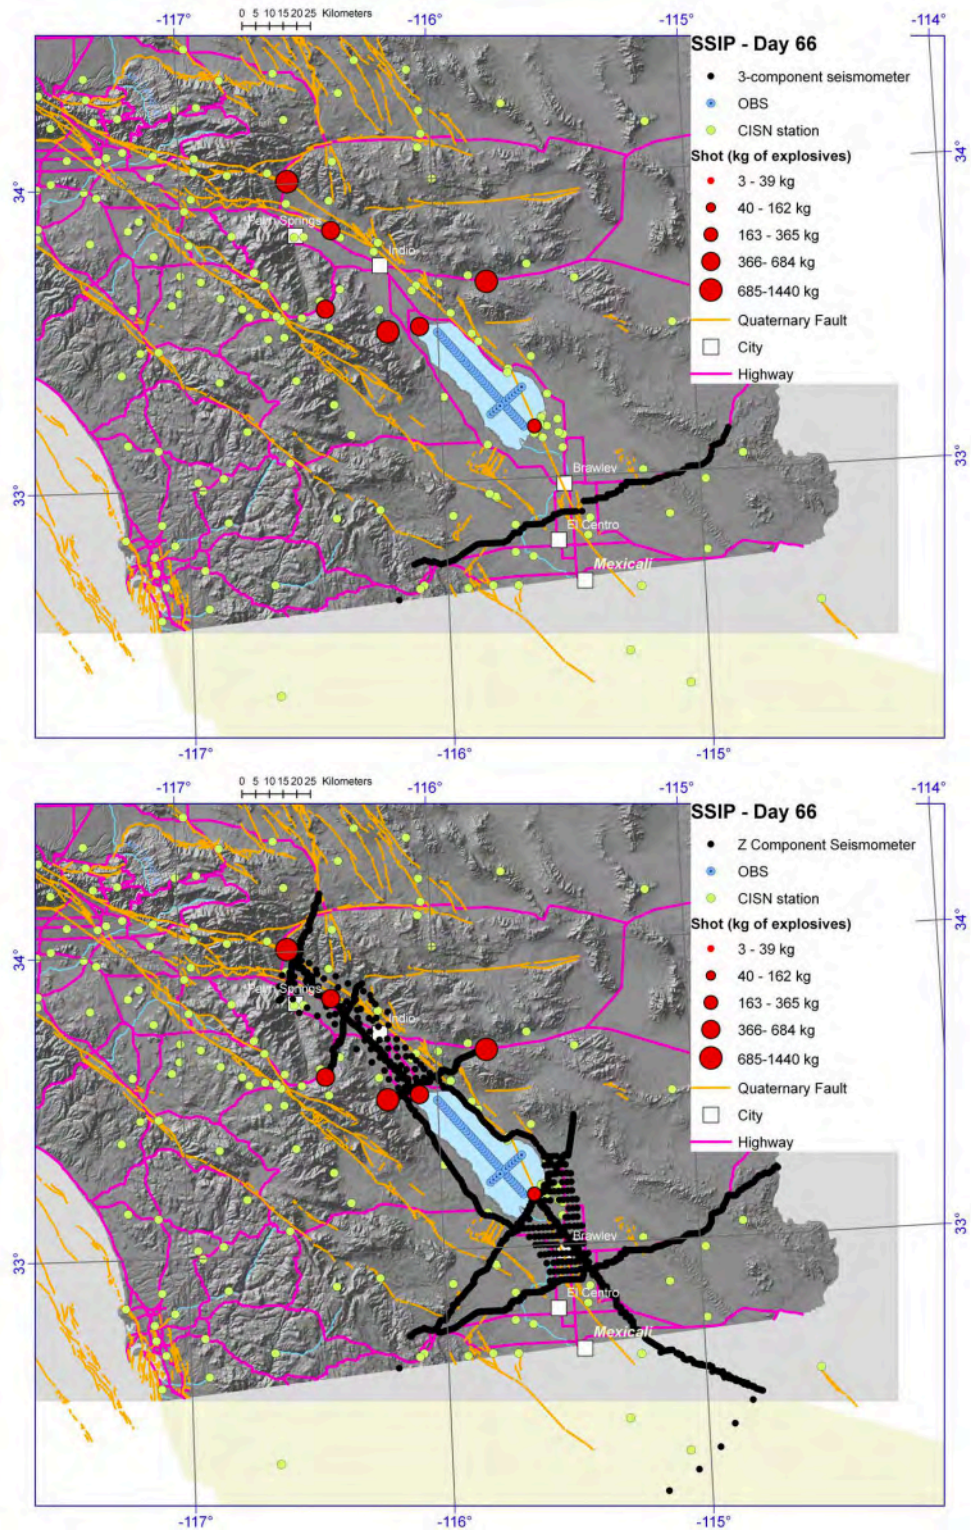 -117° -116° -115° -114°
0 5 10 15 20 25 Kilometers
SSIP - Day 66
3-component seismometer
OBS
CISN station
Shot (kg of explosives)
3 - 39 kg
40 - 162 kg
163 - 365 kg
366- 684 kg
685-1440 kg
Quaternary Fault
City
Highway
34° 34°
Palm Springs
Indio
33° 33°
Brawley
El Centro
Mexicali
-117° -116° -115°
0 5 10 15 20 25 Kilometers
-117° -116° -115° -114°
SSIP - Day 66
Z Component Seismometer
OBS
CISN station
Shot (kg of explosives)
3 - 39 kg
40 - 162 kg
163 - 365 kg
366- 684 kg
685-1440 kg
Quaternary Fault
City
Highway
34° 34°
Palm Springs
Indio
33° 33°
Brawley
El Centro
Mexicali
-117° -116° -115°